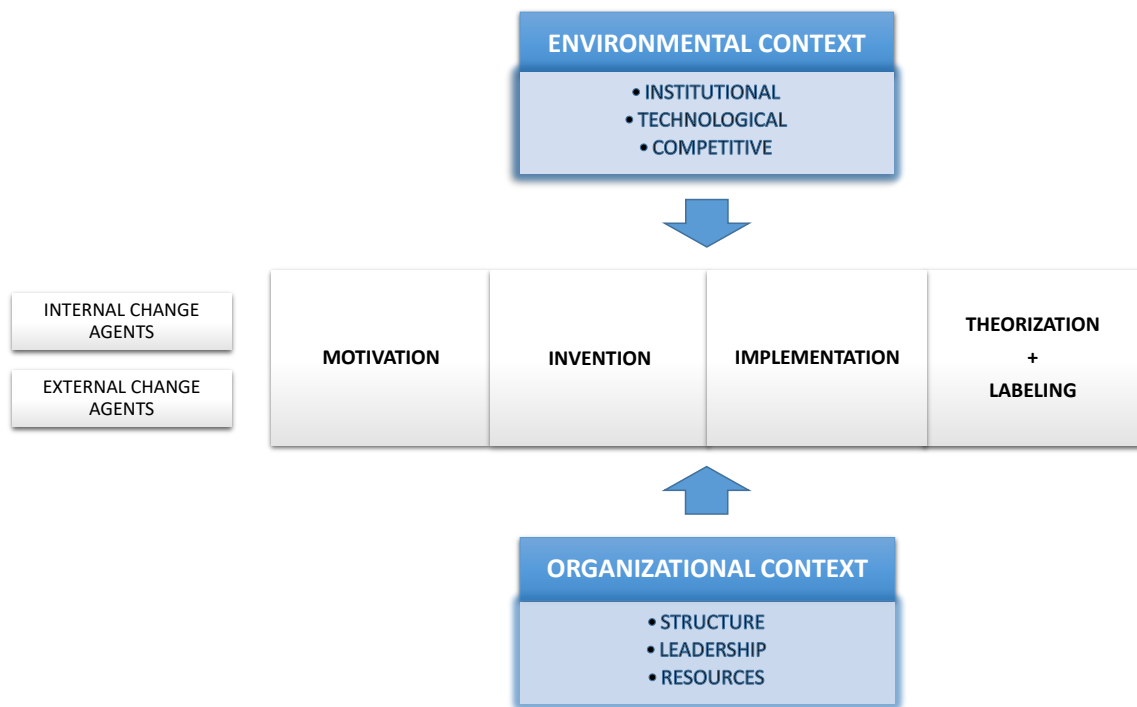 ENVIRONMENTAL CONTEXT
• INSTITUTIONAL
• TECHNOLOGICAL
• COMPETITIVE
INTERNAL CHANGE
AGENTS
EXTERNAL CHANGE
AGENTS
MOTIVATION
INVENTION
IMPLEMENTATION
THEORIZATION
+
LABELING
ORGANIZATIONAL CONTEXT
• STRUCTURE
• LEADERSHIP
• RESOURCES